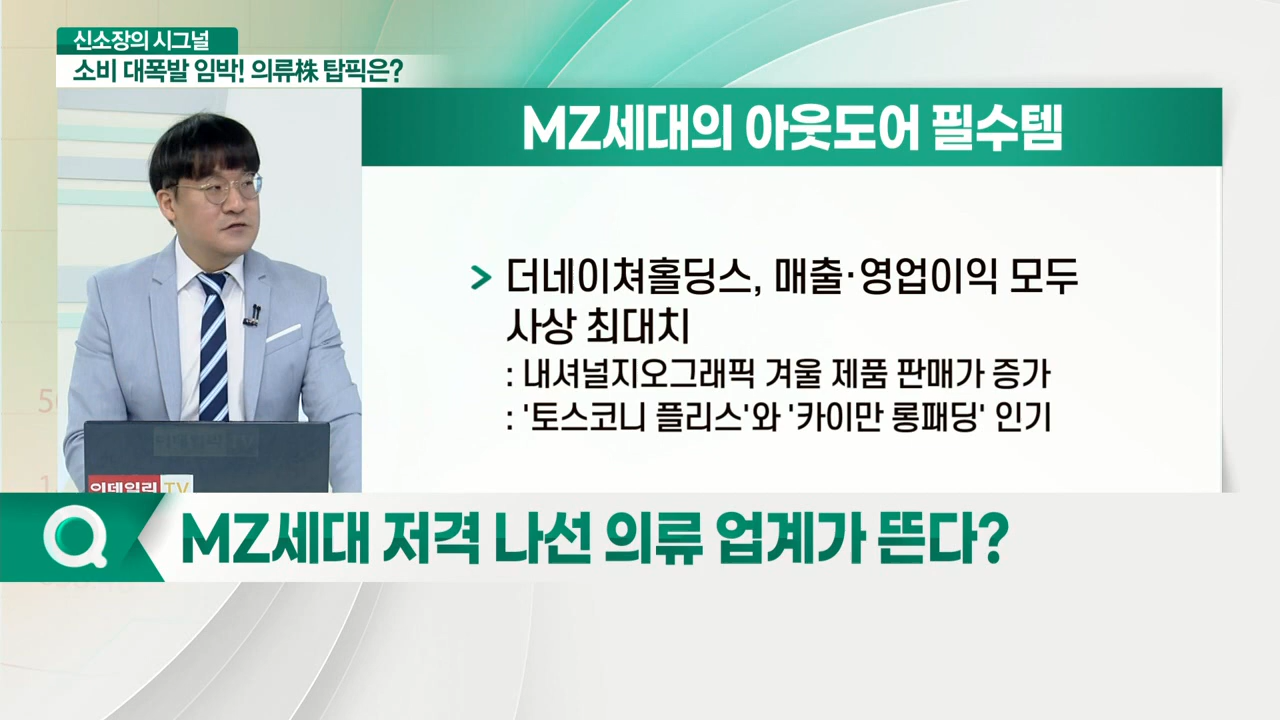 신소장의 시그널
소비 대폭발 임박! 의류株 탑픽은?
MZ세대의 아웃도어 필수템
더네이쳐홀딩스, 매출·영업이익 모두
사상 최대치
: 내셔널지오그래픽 겨울 제품 판매가 증가
: '토스코니 플리스'와 '카이만 롱패딩' 인기
이데일리 TV
MZ세대 저격 나선 의류 업계가 뜬다?